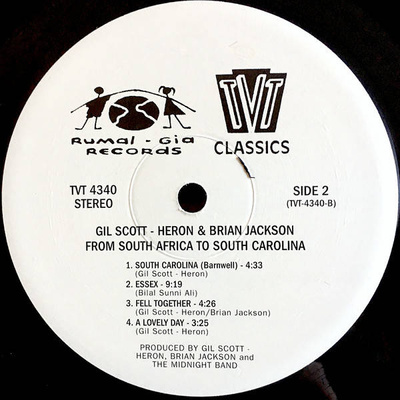 Rumal - Gia
RECORDS
TVT
CLASSICS
TVT 4340
STEREO
SIDE 2
(TVT-4340-B)
GIL SCOTT - HERON & BRIAN JACKSON
FROM SOUTH AFRICA TO SOUTH CAROLINA
1. SOUTH CAROLINA (Barnwell) - 4:33
(Gil Scott - Heron)
2. ESSEX - 9:19
(Bilal Sunni Ali)
3. FELL TOGETHER - 4:26
(Gil Scott - Heron/Brian Jackson)
4. A LOVELY DAY - 3:25
(Gil Scott - Heron)
PRODUCED BY GIL SCOTT -
HERON, BRIAN JACKSON and
THE MIDNIGHT BAND